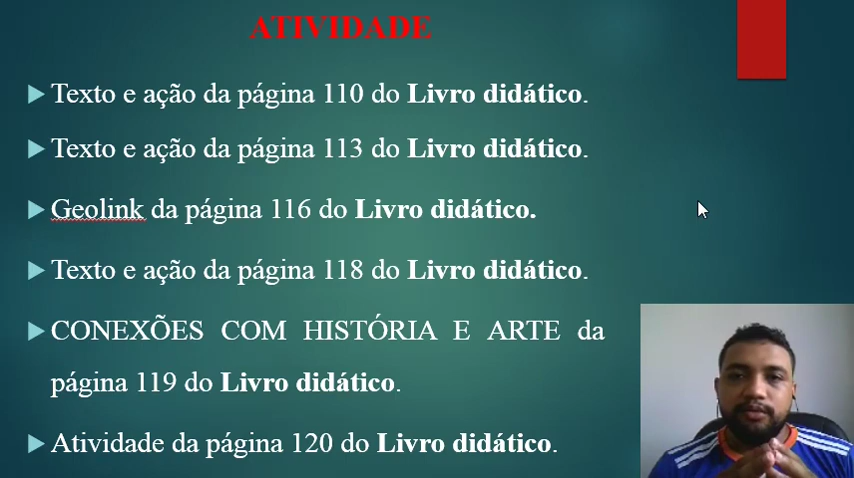 ATIVIDADE
Texto e ação da página 110 do Livro didático.
Texto e ação da página 113 do Livro didático.
Geolink da página 116 do Livro didático.
Texto e ação da página 118 do Livro didático.
CONEXÕES COM HISTÓRIA E ARTE da
página 119 do Livro didático.
Atividade da página 120 do Livro didático.